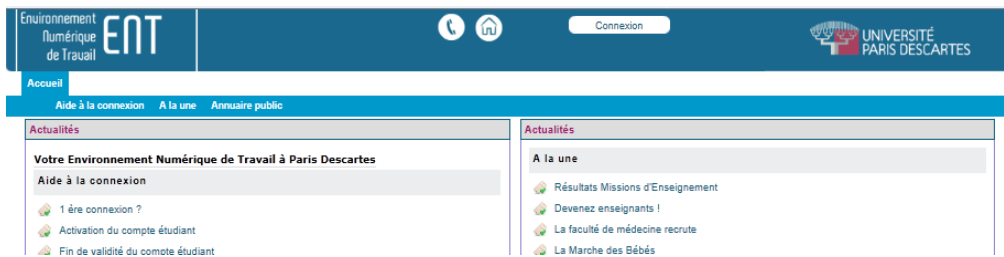 Environnement
Numérique
de Travail
ENT
Connexion
UNIVERSITÉ
PARIS DESCARTES
Accueil
Aide à la connexion A la une Annuaire public
Actualités
Votre Environnement Numérique de Travail à Paris Descartes
Aide à la connexion
1 ère connexion ?
Activation du compte étudiant
Fin de validité du compte étudiant
Actualités
A la une
Résultats Missions d'Enseignement
Devenez enseignants !
La faculté de médecine recrute
La Marche des Bébés